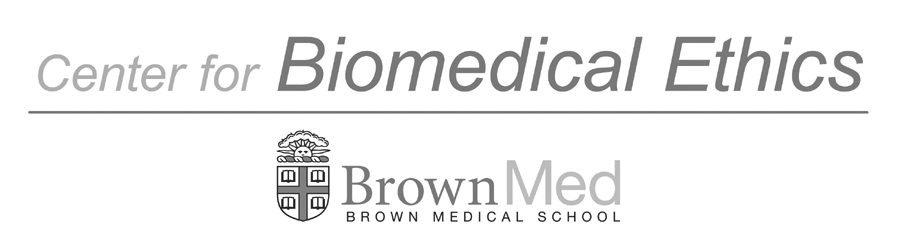 Center for Biomedical Ethics
BrownMed
BROWN MEDICAL SCHOOL